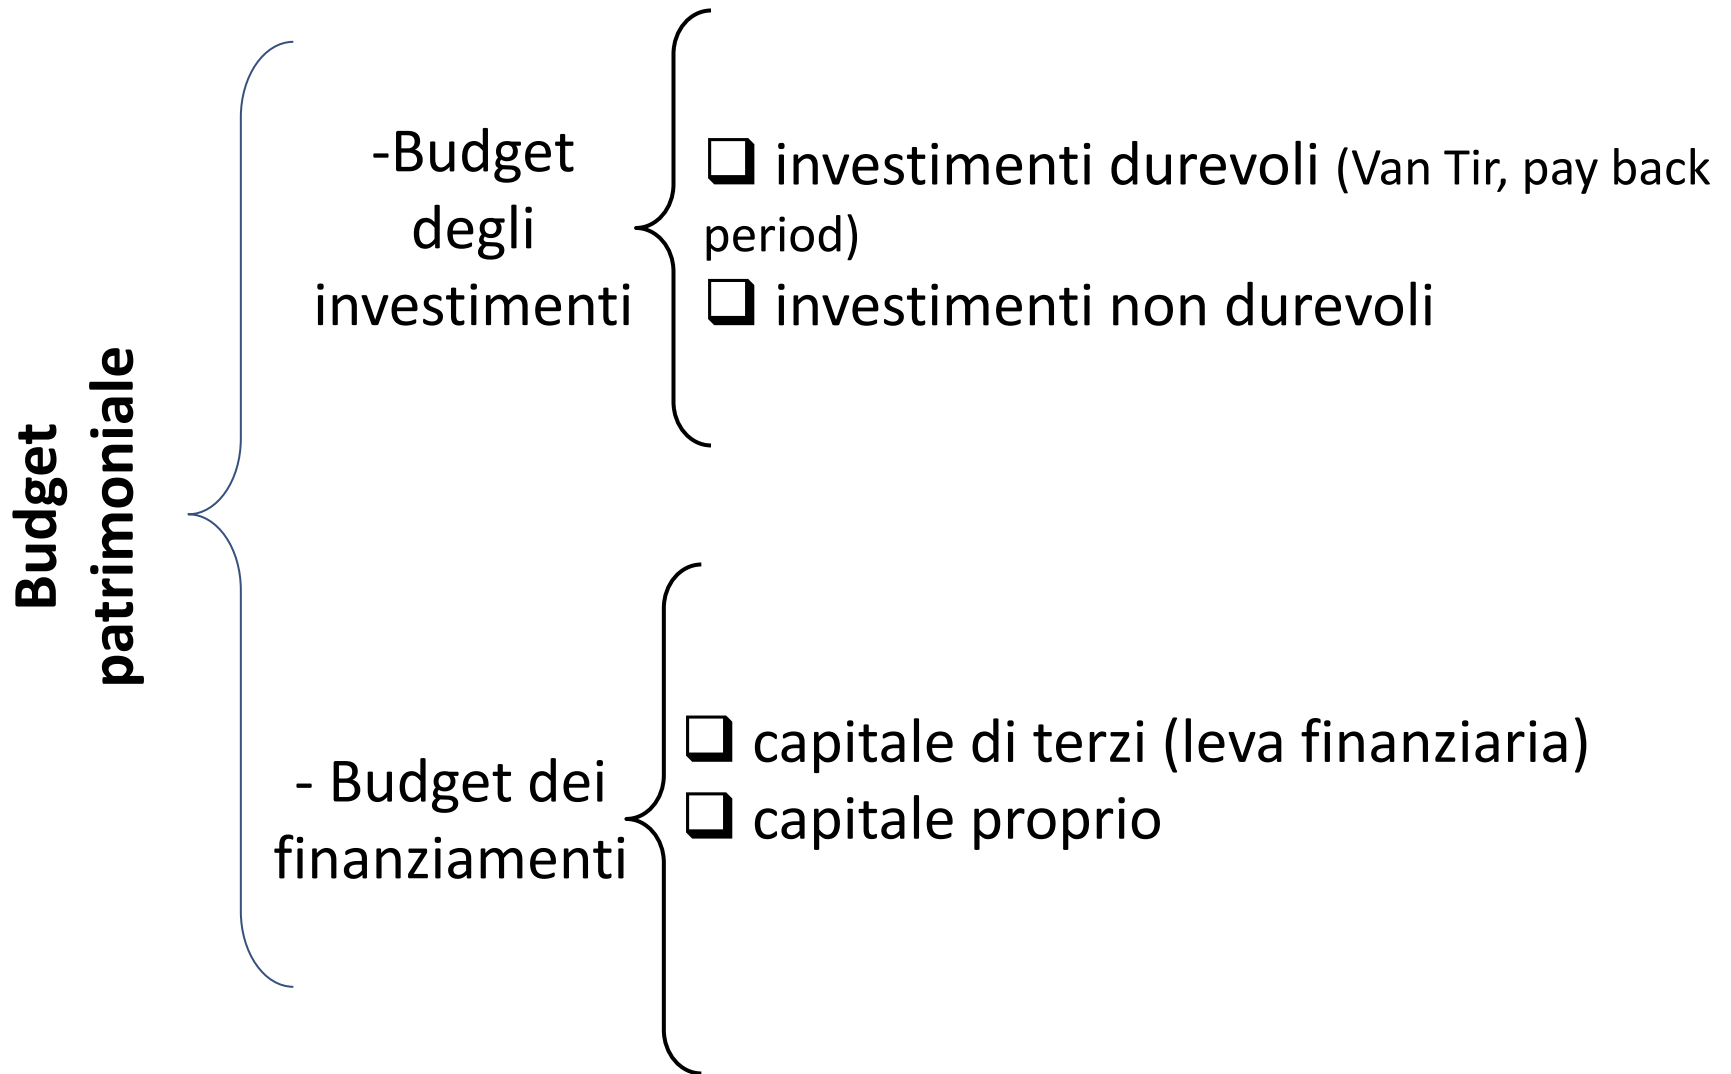 Budget
patrimoniale
-Budget
degli
investimenti
investimenti durevoli (Van Tir, pay back
period)
investimenti non durevoli
- Budget dei
finanziamenti
capitale di terzi (leva finanziaria)
capitale proprio